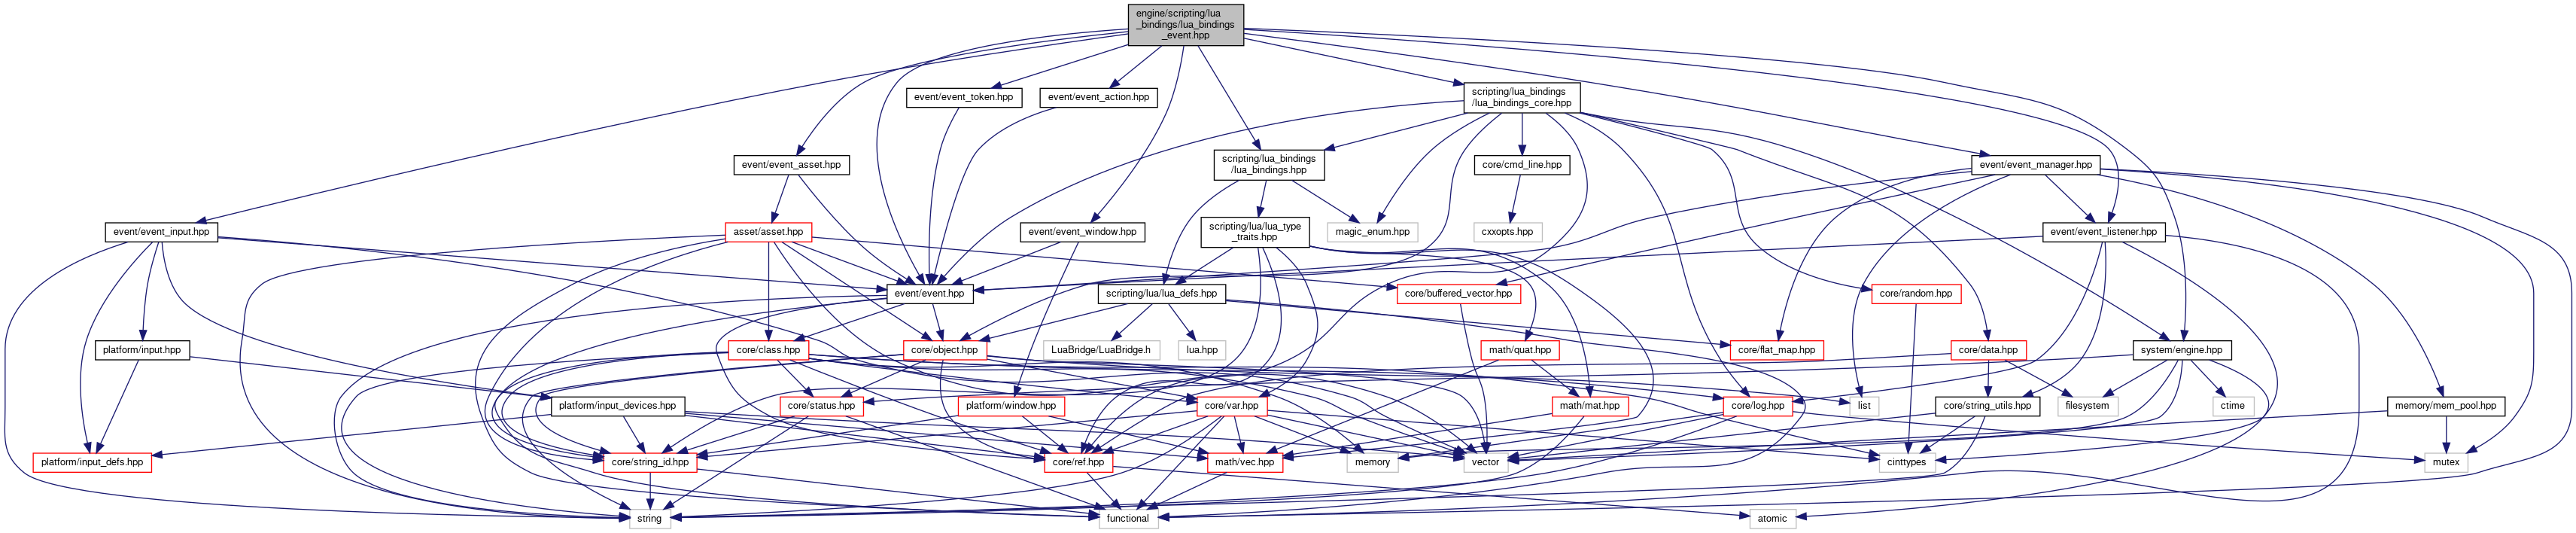 engine/scripting/lua
_bindings/lua_bindings
_event.hpp
event/event_token.hpp
event/event_action.hpp
scripting/lua_bindings
/lua_bindings_core.hpp
event/event_asset.hpp
scripting/lua_bindings
/lua_bindings.hpp
core/cmd_line.hpp
event/event_manager.hpp
event/event_input.hpp
asset/asset.hpp
event/event_window.hpp
scripting/lua/lua_type
_traits.hpp
magic_enum.hpp
cxxopts.hpp
event/event_listener.hpp
event/event.hpp
scripting/lua/lua_defs.hpp
core/buffered_vector.hpp
core/random.hpp
platform/input.hpp
core/class.hpp
core/object.hpp
LuaBridge/LuaBridge.h
lua.hpp
math/quat.hpp
core/flat_map.hpp
core/data.hpp
system/engine.hpp
platform/input_devices.hpp
core/status.hpp
platform/window.hpp
core/var.hpp
math/mat.hpp
core/log.hpp
list
core/string_utils.hpp
filesystem
ctime
memory/mem_pool.hpp
platform/input_defs.hpp
core/string_id.hpp
core/ref.hpp
math/vec.hpp
memory
vector
cinttypes
mutex
string
functional
atomic